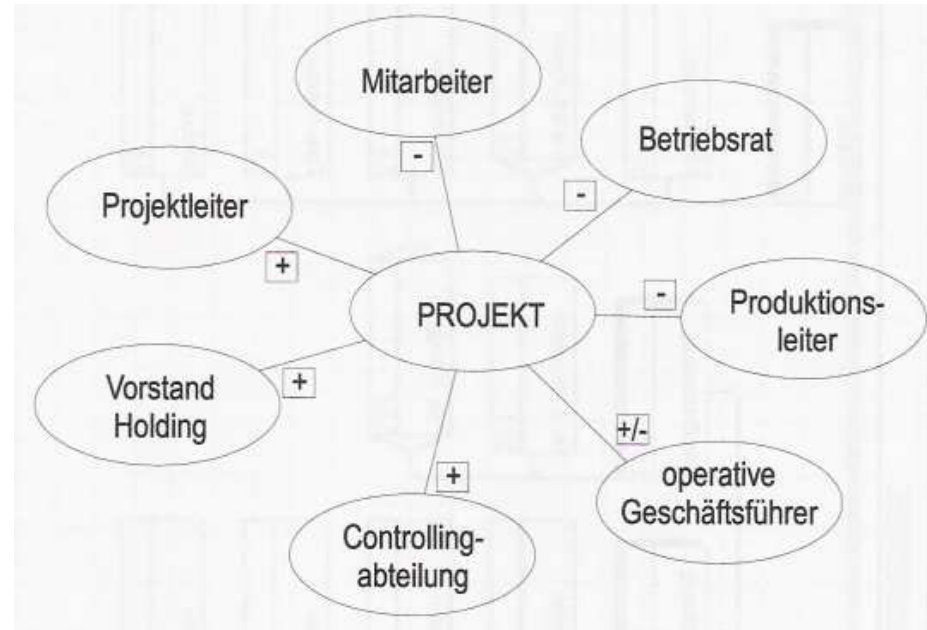 Mitarbeiter
-
Betriebsrat
-
Projektleiter
+
PROJEKT
-
Produktions-
leiter
Vorstand
Holding
+
+/-
operative
Geschäftsführer
+
Controlling-
abteilung